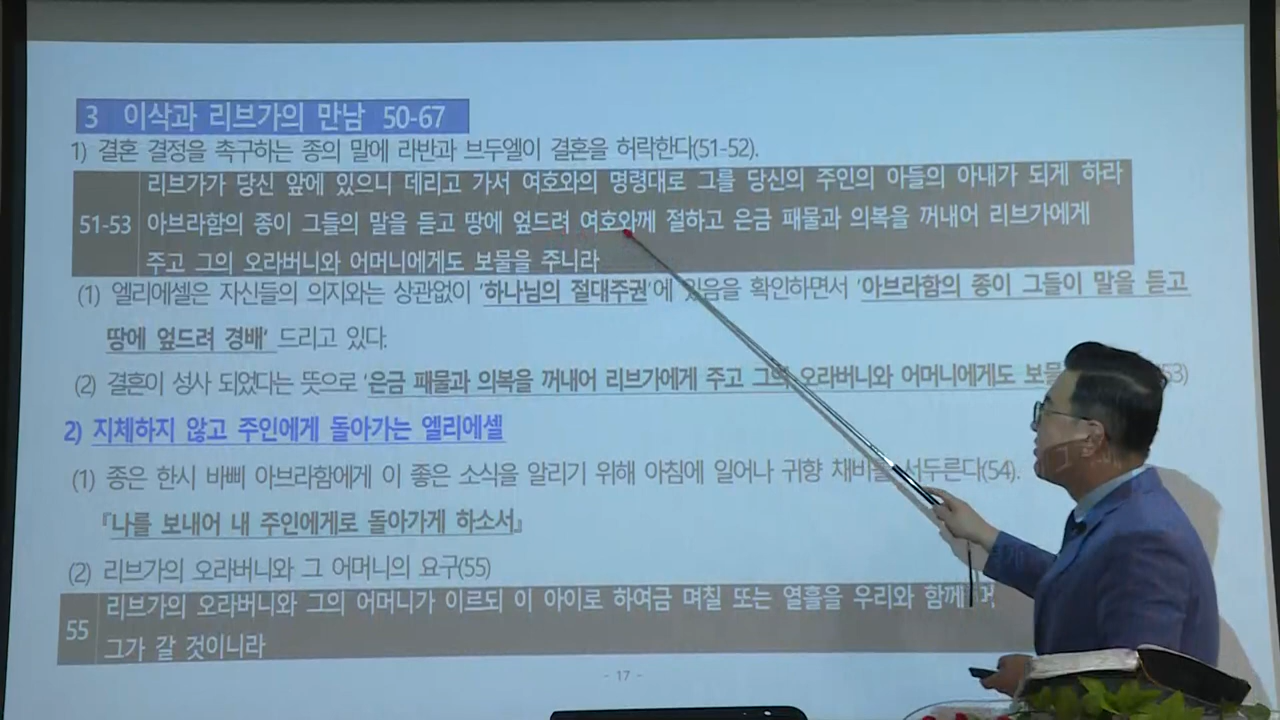 3 이삭과 리브가의 만남 50-67
1) 결혼 결정을 촉구하는 종의 말에 라반과 브두엘이 결혼을 허락한다(51-52).
리브가가 당신 앞에 있으니 데리고 가서 여호와의 명령대로 그를 당신의 주인의 아들의 아내가 되게 하라
51-53 아브라함의 종이 그들의 말을 듣고 땅에 엎드려 여호와께 절하고 은금 패물과 의복을 꺼내어 리브가에게
주고 그의 오라버니와 어머니에게도 보물을 주니라
(1) 엘리에셀은 자신들의 의지와는 상관없이 '하나님의 절대주권'에 있음을 확인하면서 '아브라함의 종이 그들이 말을 듣고
땅에 엎드려 경배' 드리고 있다.
(2) 결혼이 성사 되었다는 뜻으로 '은금 패물과 의복을 꺼내어 리브가에게 주고 그의 오라버니와 어머니에게도 보물 53)
2) 지체하지 않고 주인에게 돌아가는 엘리에셀
(1) 종은 한시 바삐 아브라함에게 이 좋은 소식을 알리기 위해 아침에 일어나 귀향 채비를 서두른다(54).
『나를 보내어 내 주인에게로 돌아가게 하소서』
(2) 리브가의 오라버니와 그 어머니의 요구(55)
55 리브가의 오라버니와 그의 어머니가 이르되 이 아이로 하여금 며칠 또는 열흘을 우리와 함께
그가 갈 것이니라
- 17 -